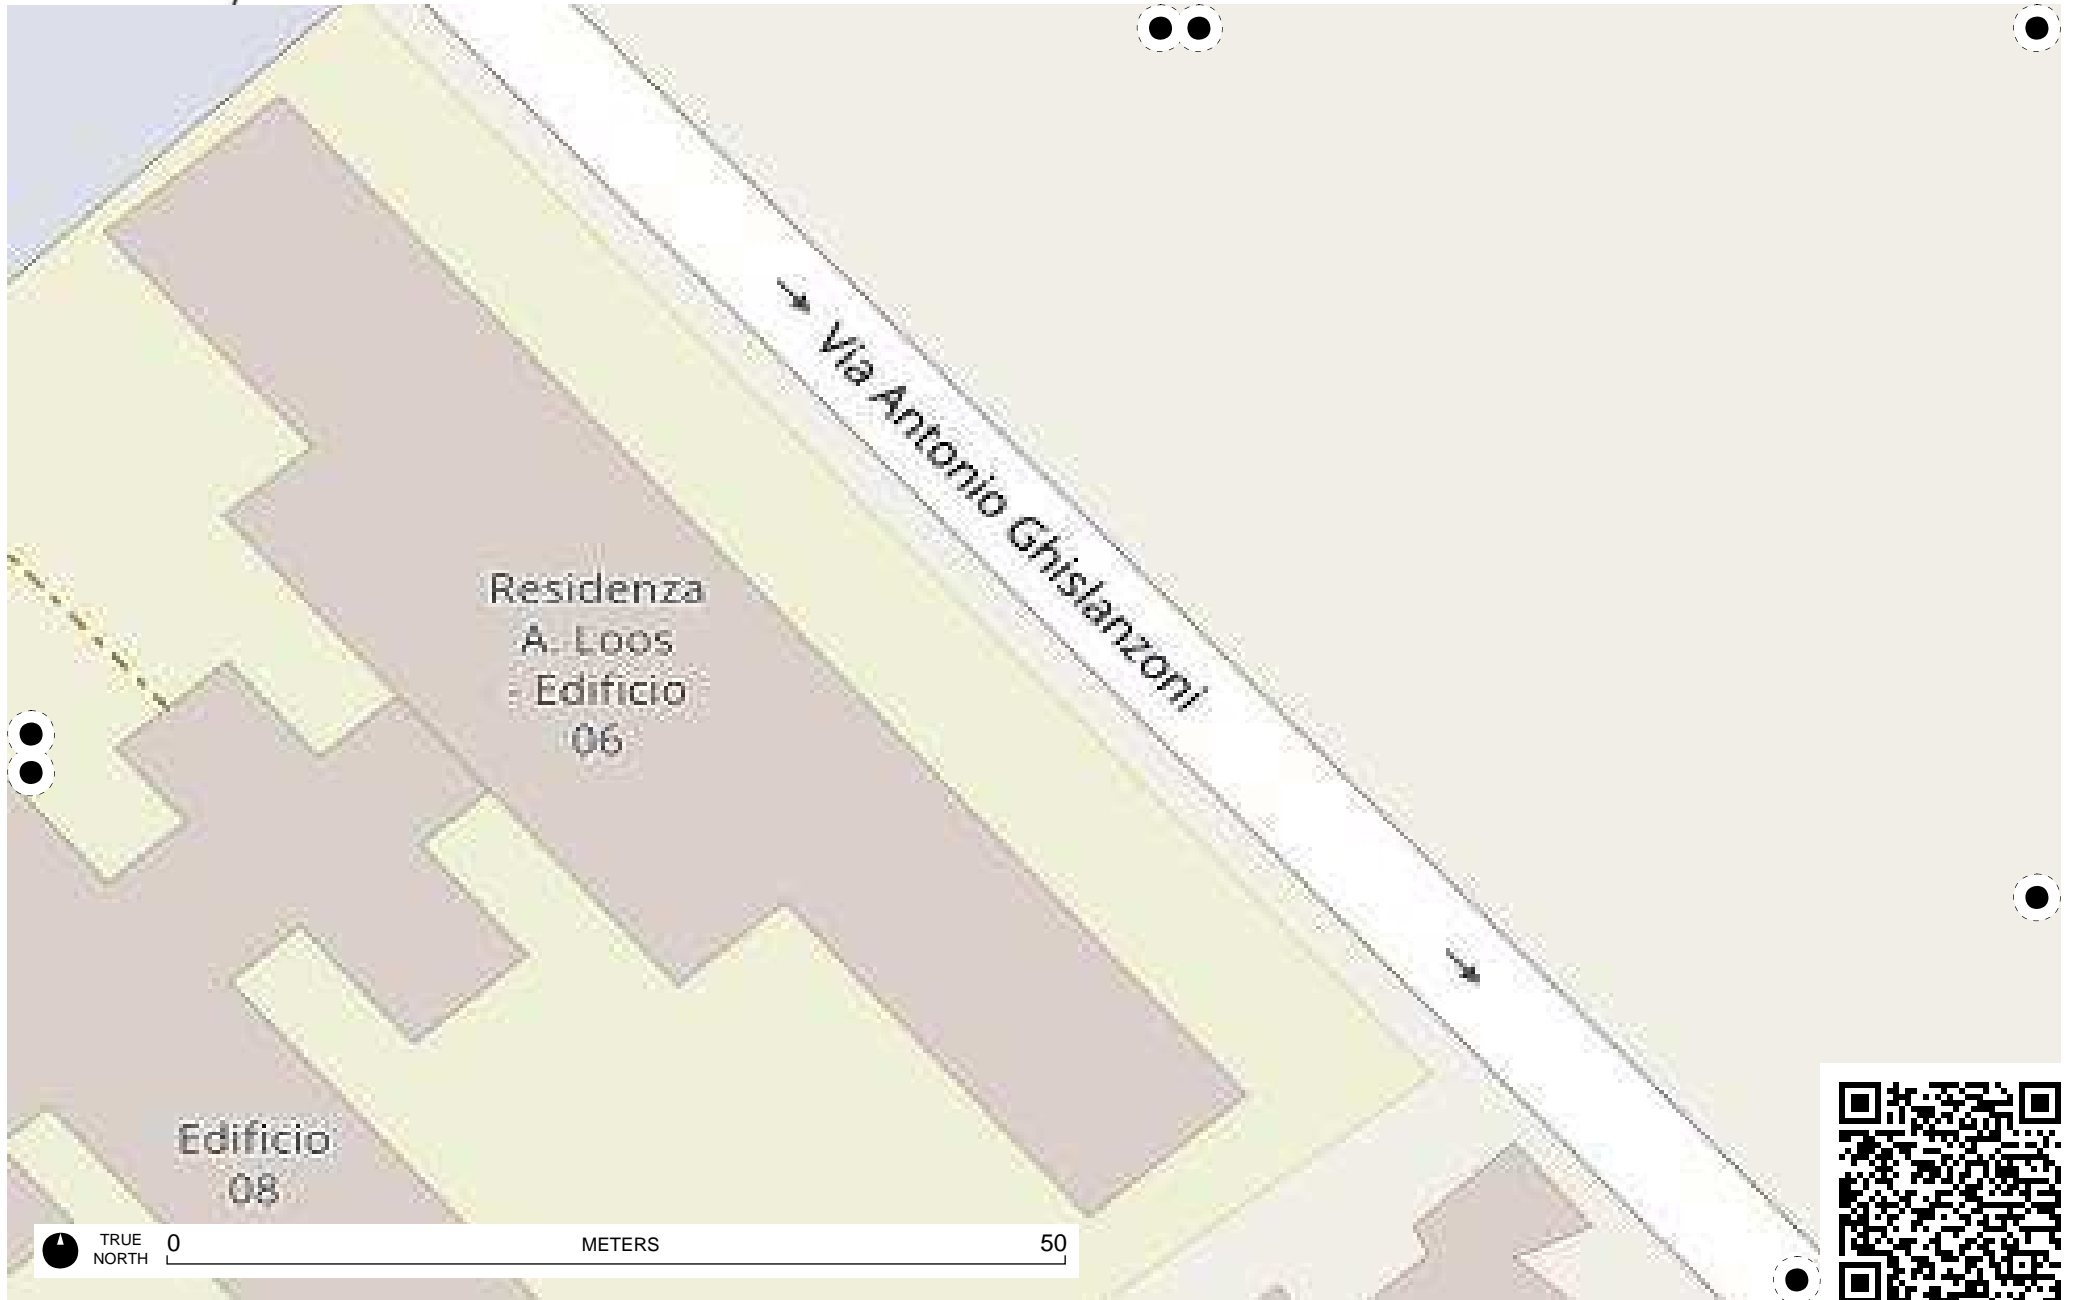 Via Antonio Ghislanzoni
Residenza
A. Loos
- Edificio
06
Edificio
08
TRUE
NORTH
0
METERS
50